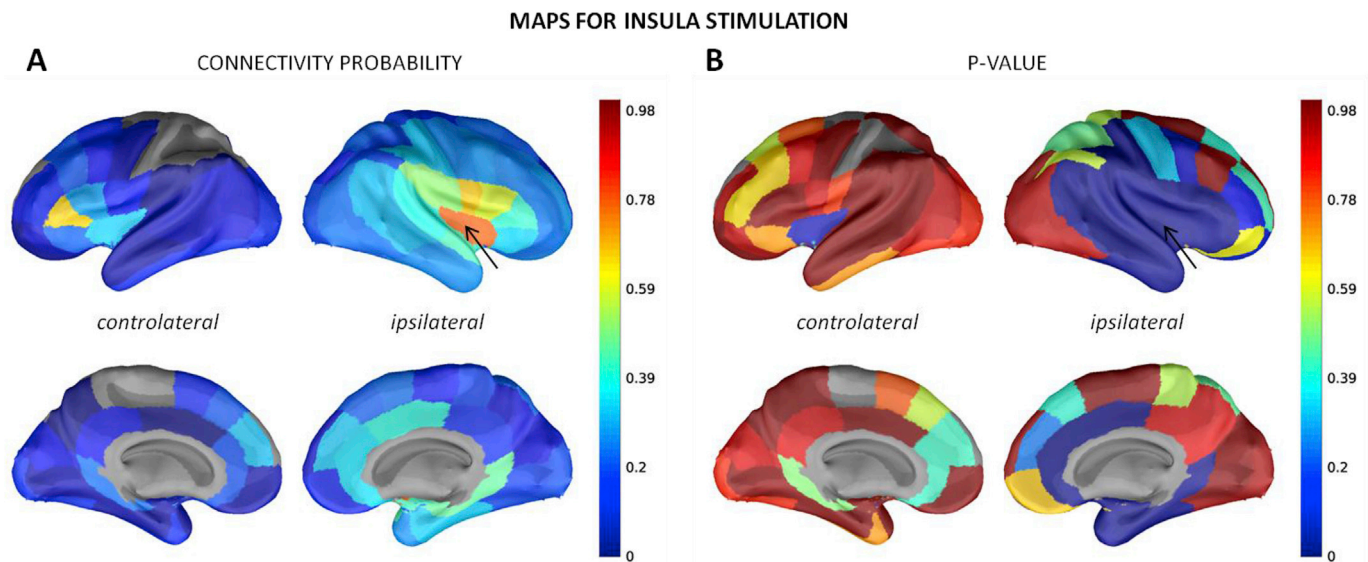 MAPS FOR INSULA STIMULATION
A
CONNECTIVITY PROBABILITY
B
P-VALUE
0.98
0.78
0.59
0.39
0.2
0
controlateral
ipsilateral
0.98
0.78
0.59
0.39
0.2
0
controlateral
ipsilateral